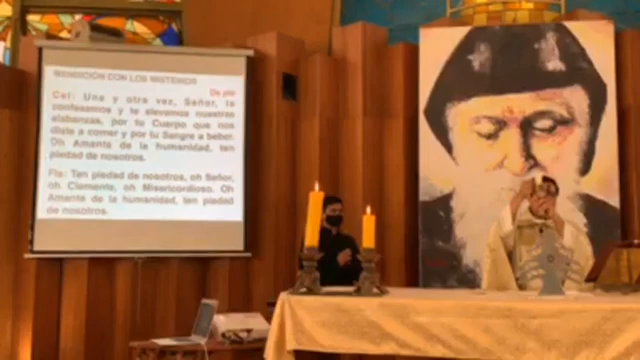 BENDICIÓN CON LOS MISTERIOS
De pie
Cel: Una y otra vez, Señor, te
confesamos y te elevamos nuestras
alabanzas, por tu Cuerpo que nos
diste a comer y por tu Sangre a beber.
Oh Amante de la humanidad, ten
piedad de nosotros.
Fls: Ten piedad de nosotros, oh Señor,
oh Clemente, oh Misericordioso. Oh
Amante de la humanidad, ten piedad
de nosotros.